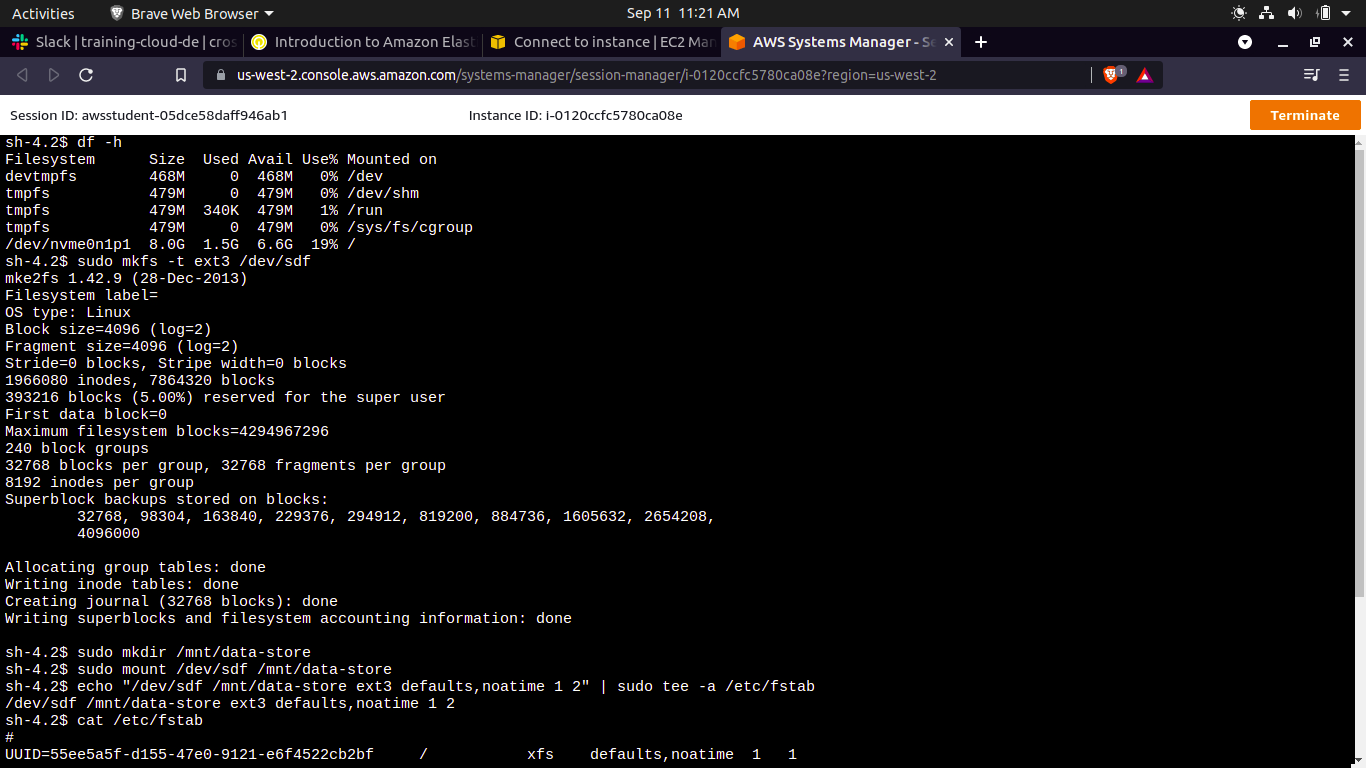 Activities Brave Web Browser Sep 11 11:21 AM
Slack | training-cloud-de | cros Introduction to Amazon Elast Connect to instance | EC2 Man AWS Systems Manager - Se
us-west-2.console.aws.amazon.com/systems-manager/session-manager/i-0120ccfc5780ca08e?region=us-west-2 1
Session ID: awsstudent-05dce58daff946ab1 Instance ID: i-0120ccfc5780ca08e Terminate
sh-4.2$ df -h
Filesystem      Size  Used Avail Use% Mounted on
devtmpfs        468M     0  468M   0% /dev
tmpfs           479M     0  479M   0% /dev/shm
tmpfs           479M  340K  479M   1% /run
tmpfs           479M     0  479M   0% /sys/fs/cgroup
/dev/nvme0n1p1  8.0G  1.5G  6.6G  19% /
sh-4.2$ sudo mkfs -t ext3 /dev/sdf
mke2fs 1.42.9 (28-Dec-2013)
Filesystem label=
OS type: Linux
Block size=4096 (log=2)
Fragment size=4096 (log=2)
Stride=0 blocks, Stripe width=0 blocks
1966080 inodes, 7864320 blocks
393216 blocks (5.00%) reserved for the super user
First data block=0
Maximum filesystem blocks=4294967296
240 block groups
32768 blocks per group, 32768 fragments per group
8192 inodes per group
Superblock backups stored on blocks:
        32768, 98304, 163840, 229376, 294912, 819200, 884736, 1605632, 2654208,
        4096000
Allocating group tables: done
Writing inode tables: done
Creating journal (32768 blocks): done
Writing superblocks and filesystem accounting information: done
sh-4.2$ sudo mkdir /mnt/data-store
sh-4.2$ sudo mount /dev/sdf /mnt/data-store
sh-4.2$ echo "/dev/sdf /mnt/data-store ext3 defaults,noatime 1 2" | sudo tee -a /etc/fstab
/dev/sdf /mnt/data-store ext3 defaults,noatime 1 2
sh-4.2$ cat /etc/fstab
#
UUID=55ee5a5f-d155-47e0-9121-e6f4522cb2bf     /           xfs    defaults,noatime  1   1